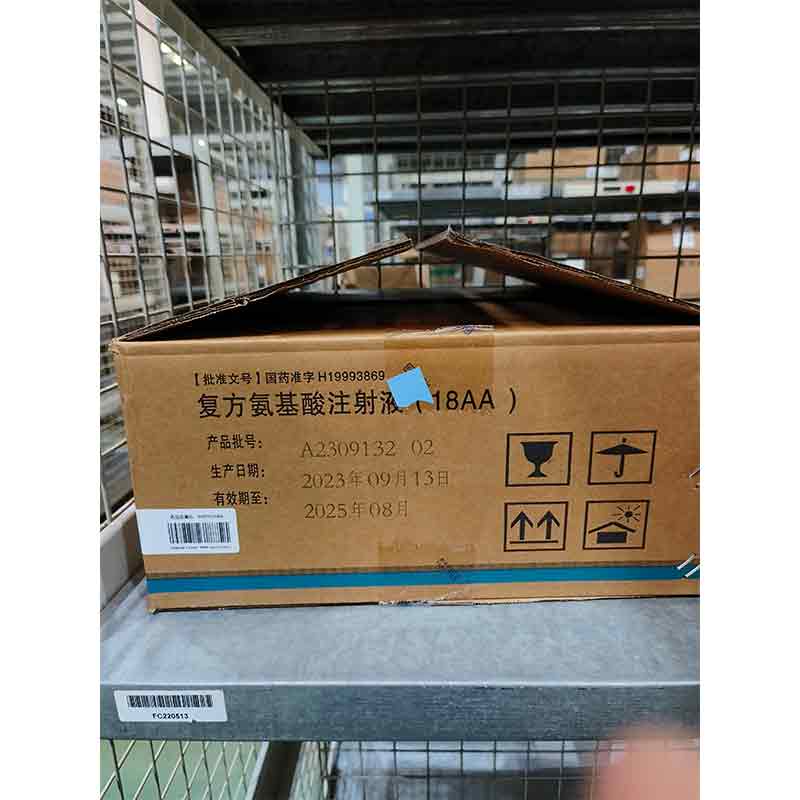 【批准文号】国药准字 H19993869
复方氨基酸注射液（18AA）
产品批号： A2309132 02
生产日期： 2023年09月13日
有效期至： 2025年08月
FC220513